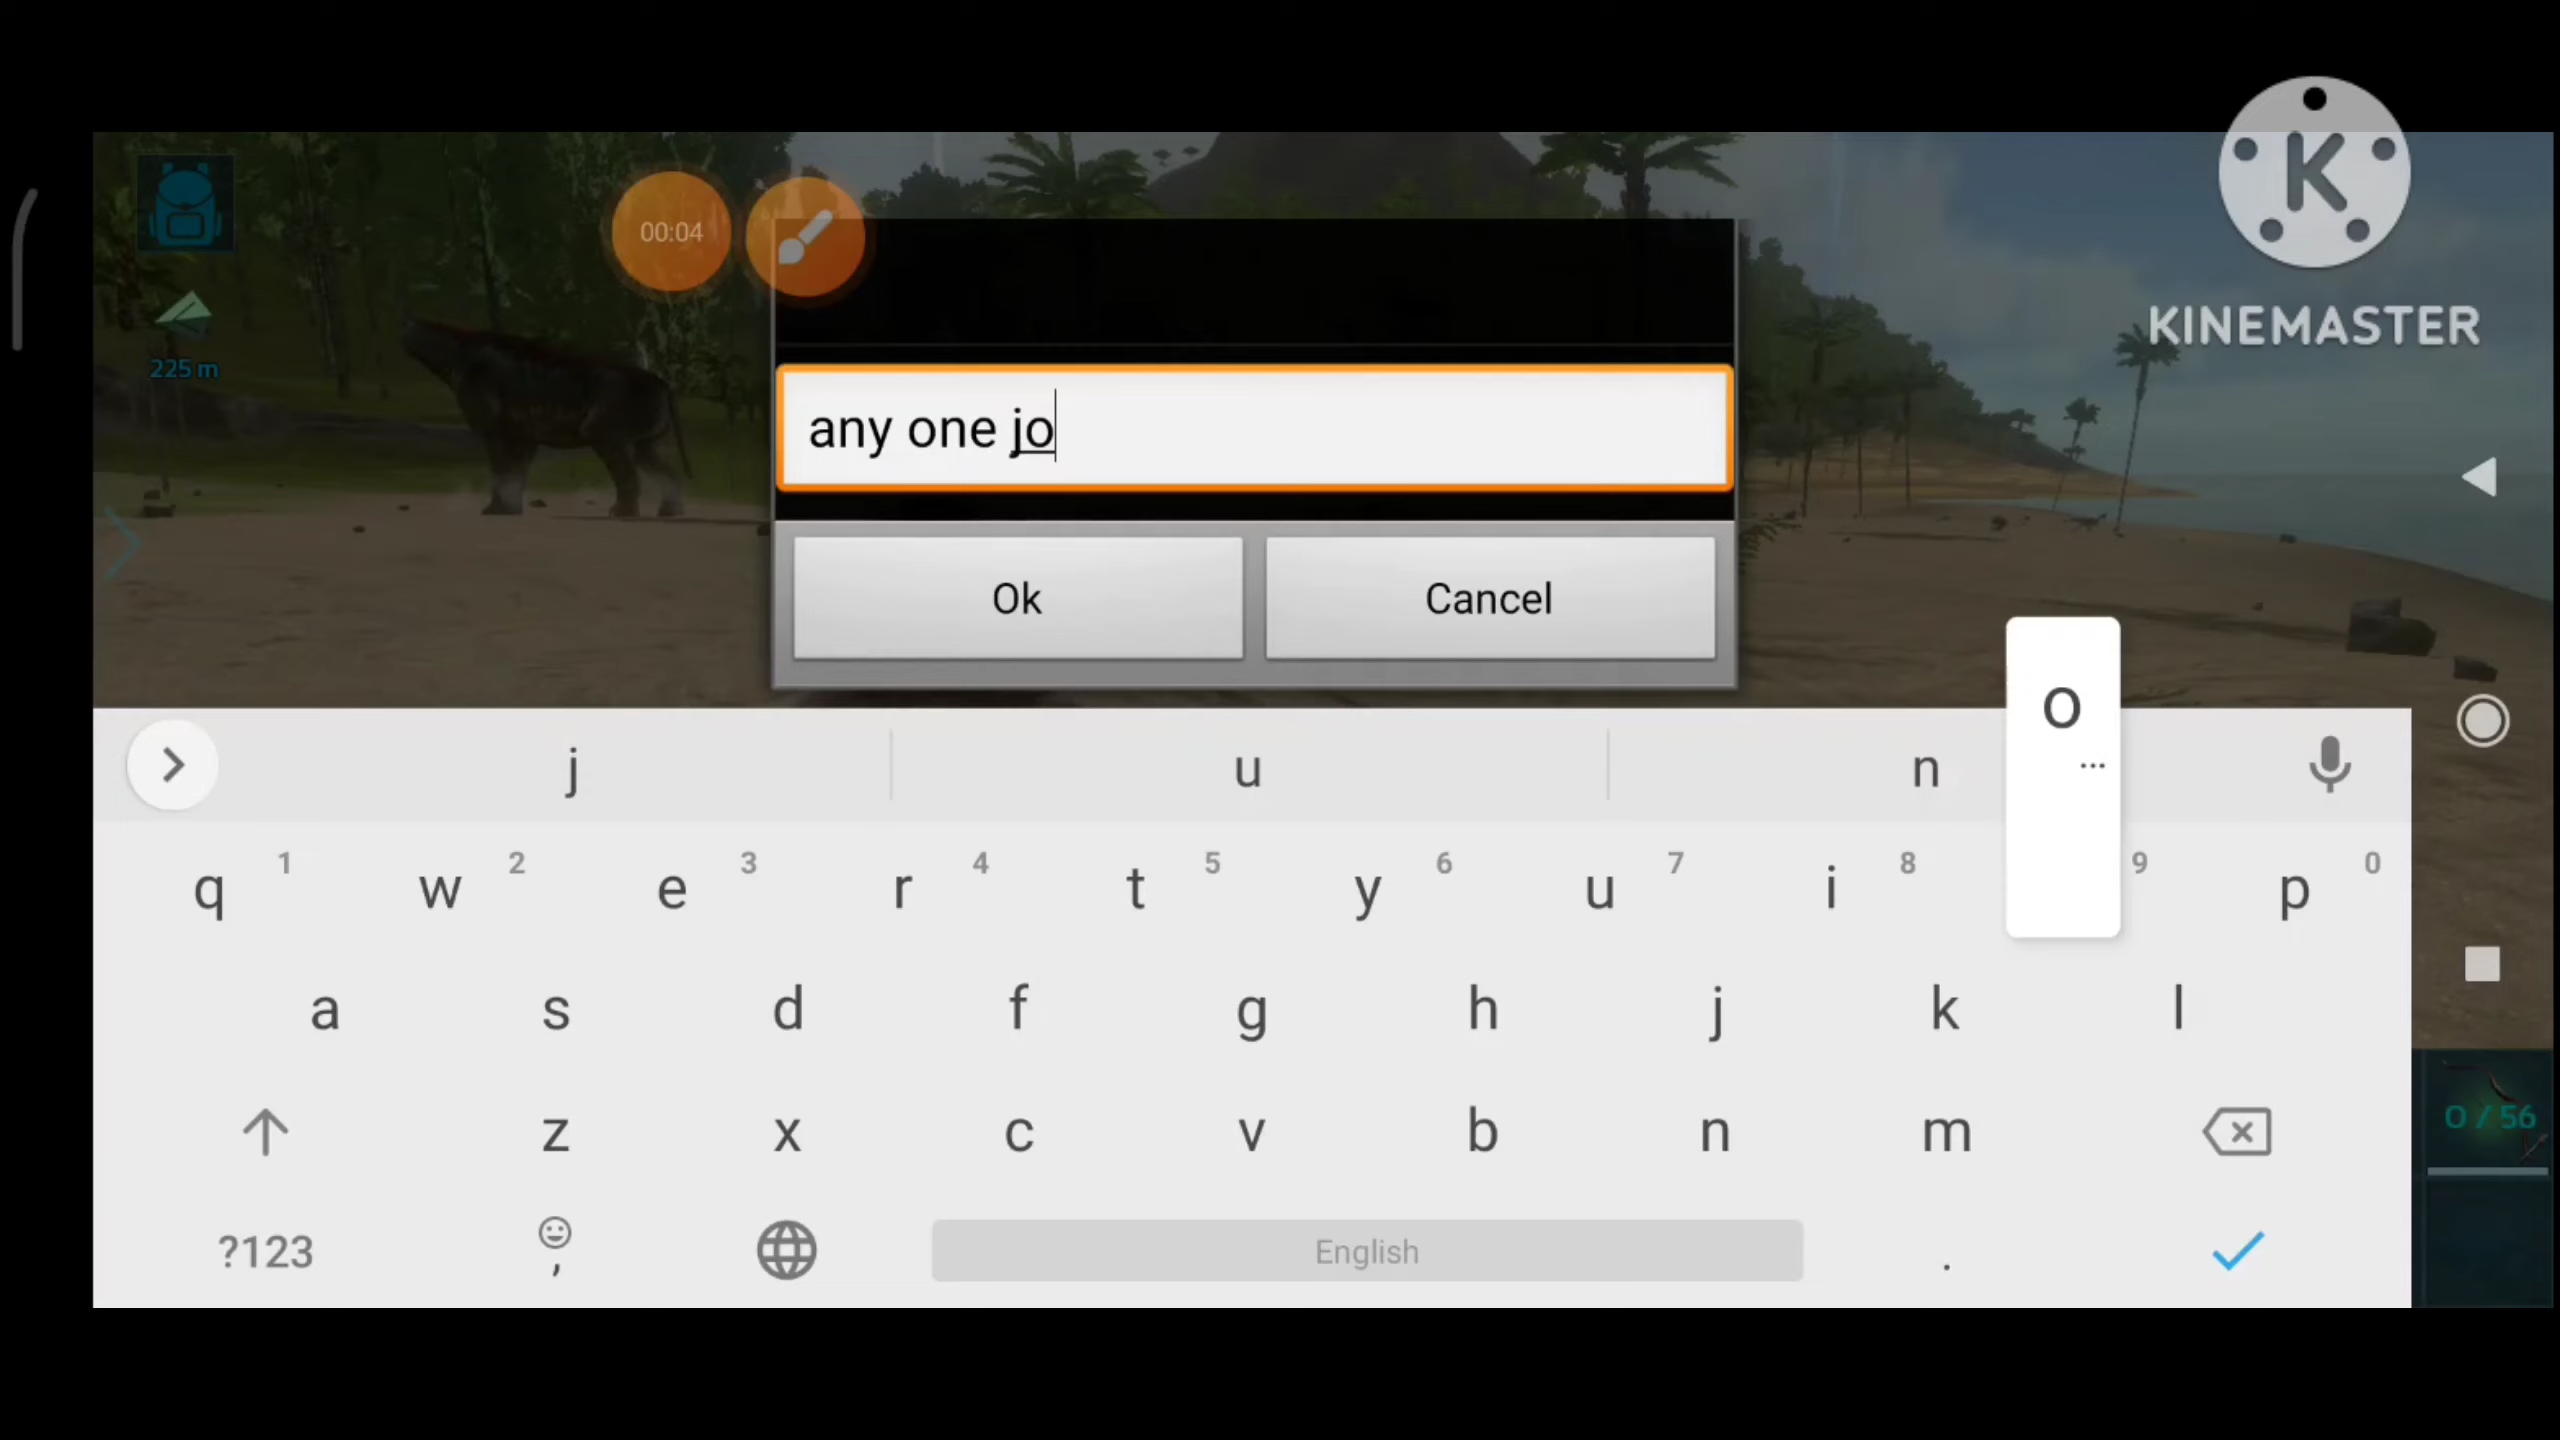 00:04
K
KINEMASTER
225 m
any one jo
Ok
Cancel
j u n
o
...
q 1 w 2 e 3 r 4 t 5 y 6 u 7 i 8 9 p 0
a s d f g h j k l
z x c v b n m
0 / 56
?123 , English .